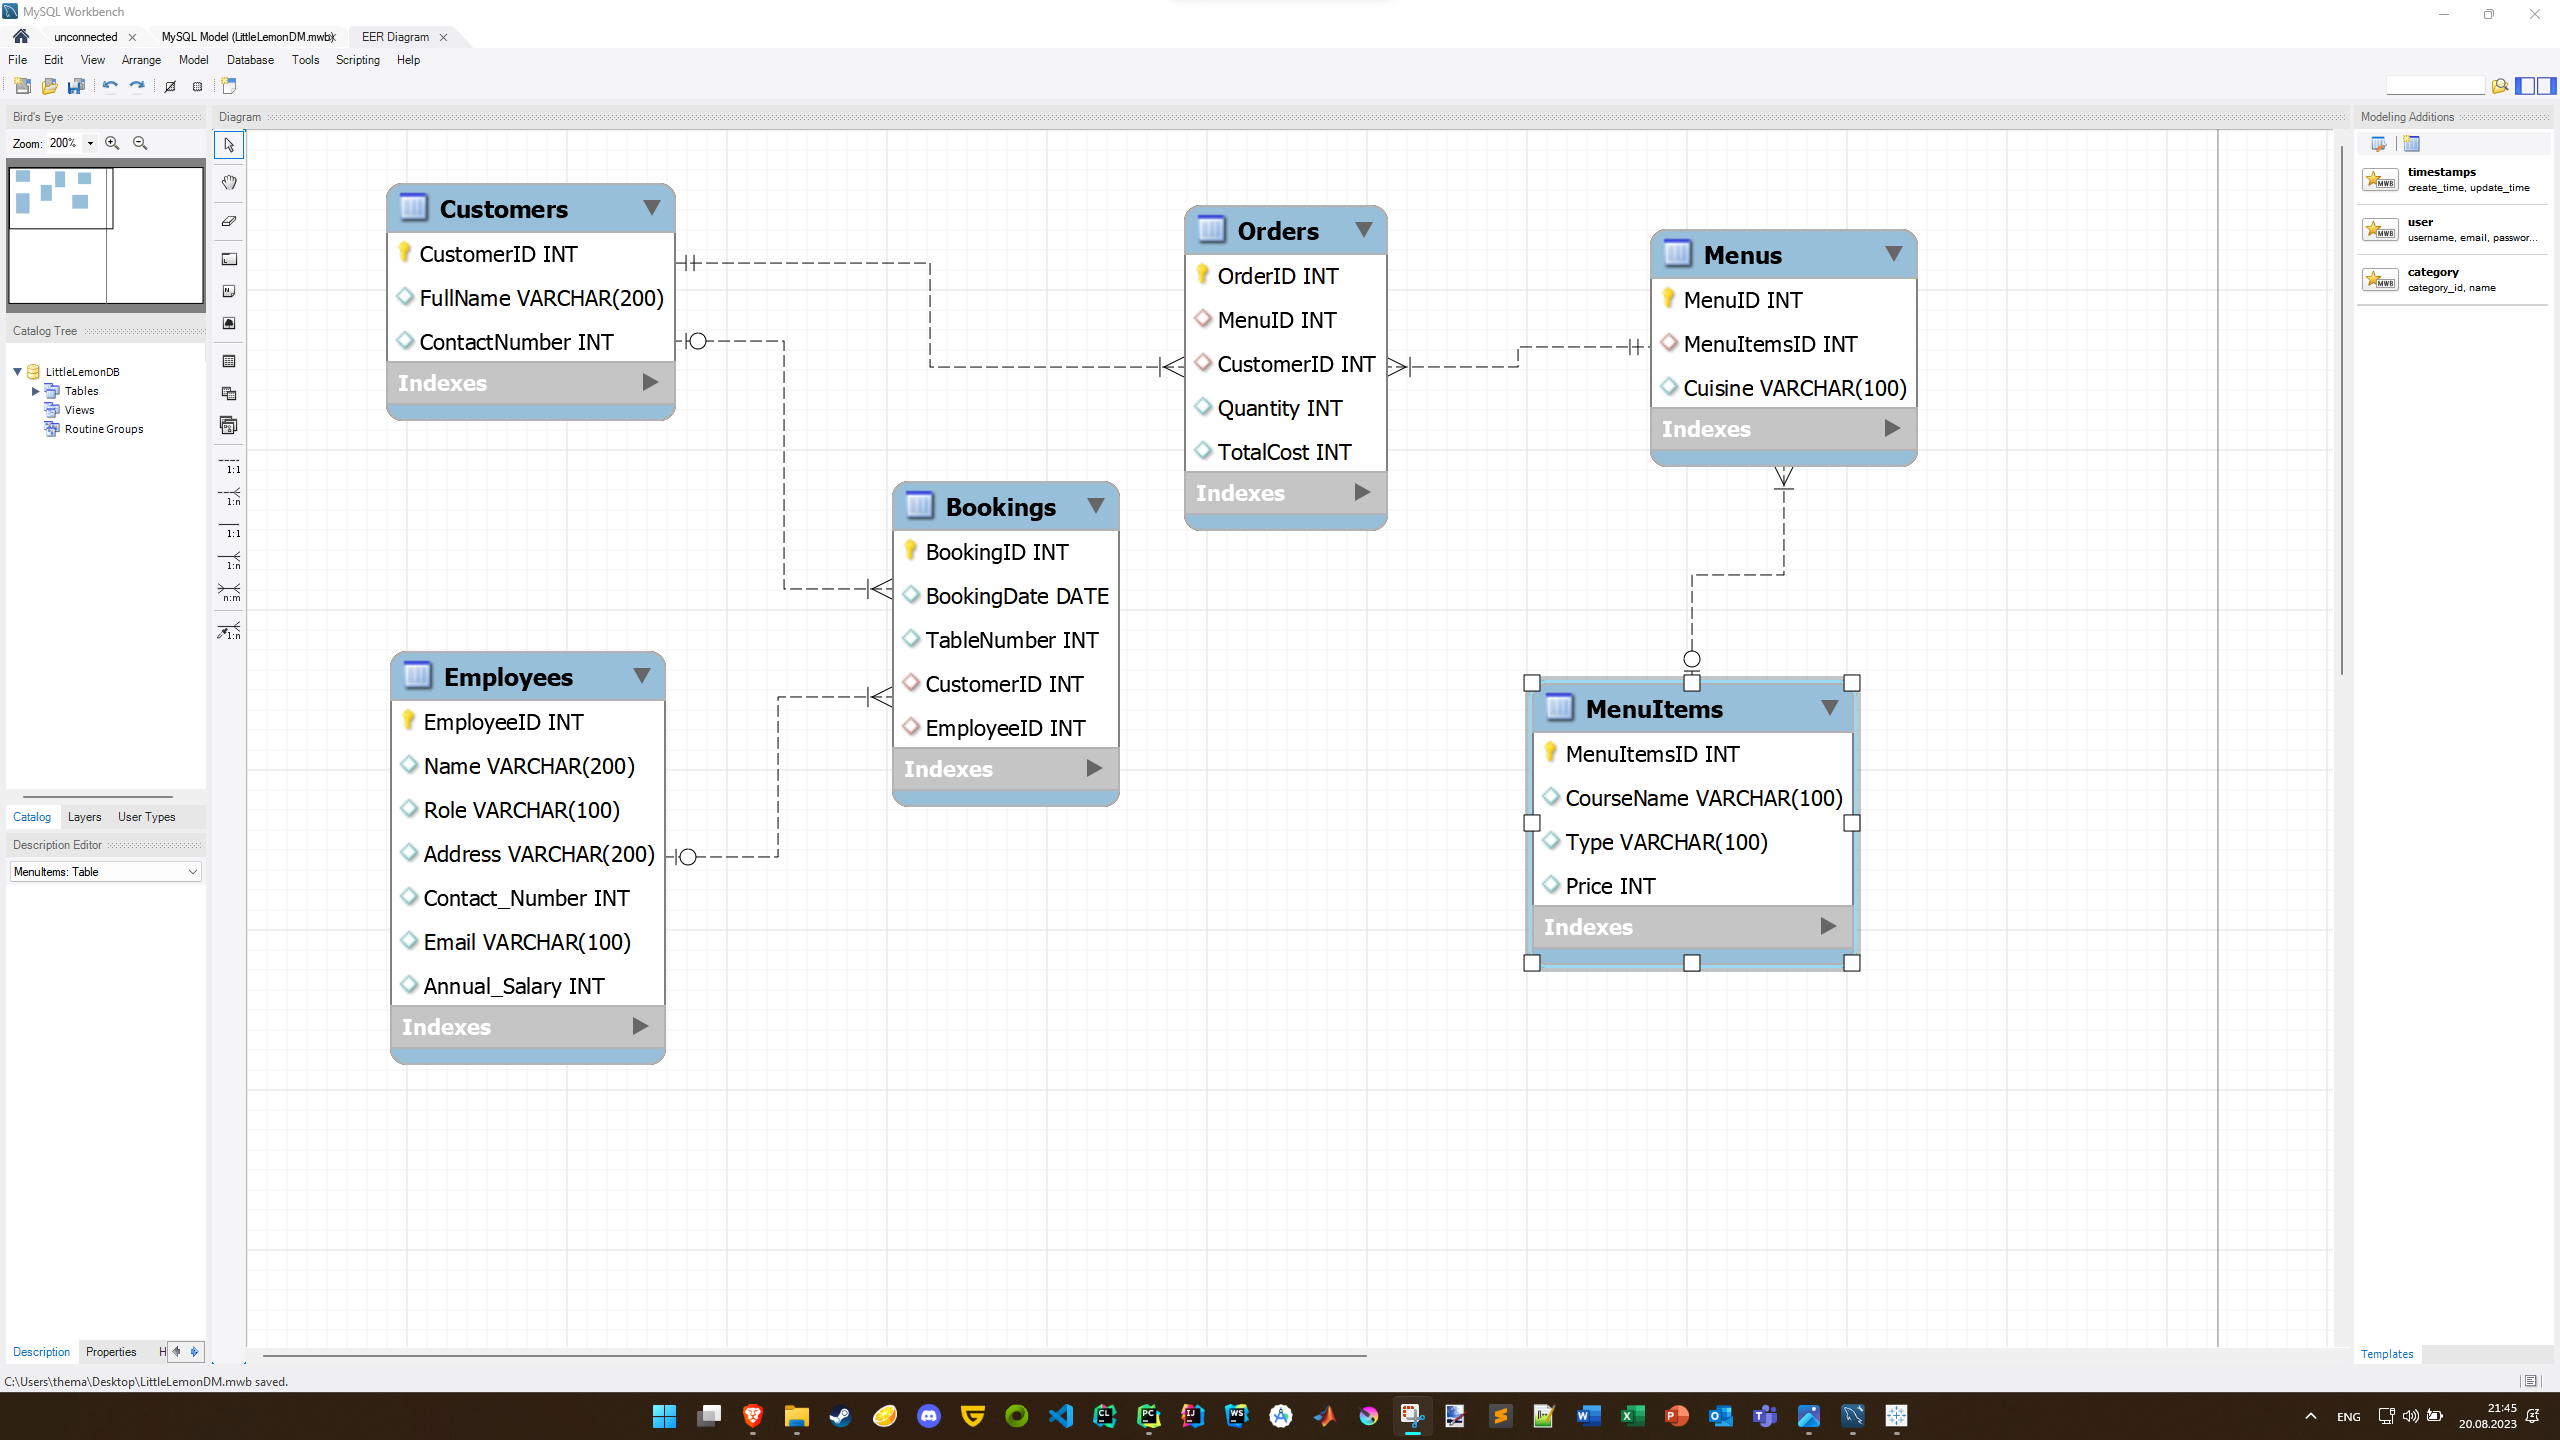 MySQL Workbench
unconnected
MySQL Model (LittleLemonDM.mwb)
EER Diagram
File Edit View Arrange Model Database Tools Scripting Help
Bird's Eye
Zoom: 200%
Catalog Tree
LittleLemonDB
Tables
Views
Routine Groups
Catalog Layers User Types
Description Editor
MenuItems: Table
Description Properties H
Diagram
1:1
1:n
1:1
1:n
n:m
1:n
Customers
CustomerID INT
FullName VARCHAR(200)
ContactNumber INT
Indexes
Employees
EmployeeID INT
Name VARCHAR(200)
Role VARCHAR(100)
Address VARCHAR(200)
Contact_Number INT
Email VARCHAR(100)
Annual_Salary INT
Indexes
Bookings
BookingID INT
BookingDate DATE
TableNumber INT
CustomerID INT
EmployeeID INT
Indexes
Orders
OrderID INT
MenuID INT
CustomerID INT
Quantity INT
TotalCost INT
Indexes
Menus
MenuID INT
MenuItemsID INT
Cuisine VARCHAR(100)
Indexes
MenuItems
MenuItemsID INT
CourseName VARCHAR(100)
Type VARCHAR(100)
Price INT
Indexes
Modeling Additions
MWB
timestamps
create_time, update_time
MWB
user
username, email, passwor...
MWB
category
category_id, name
Templates
C:\Users\thema\Desktop\LittleLemonDM.mwb saved.
CL
PC
IJ
WS
ENG
21:45
20.08.2023